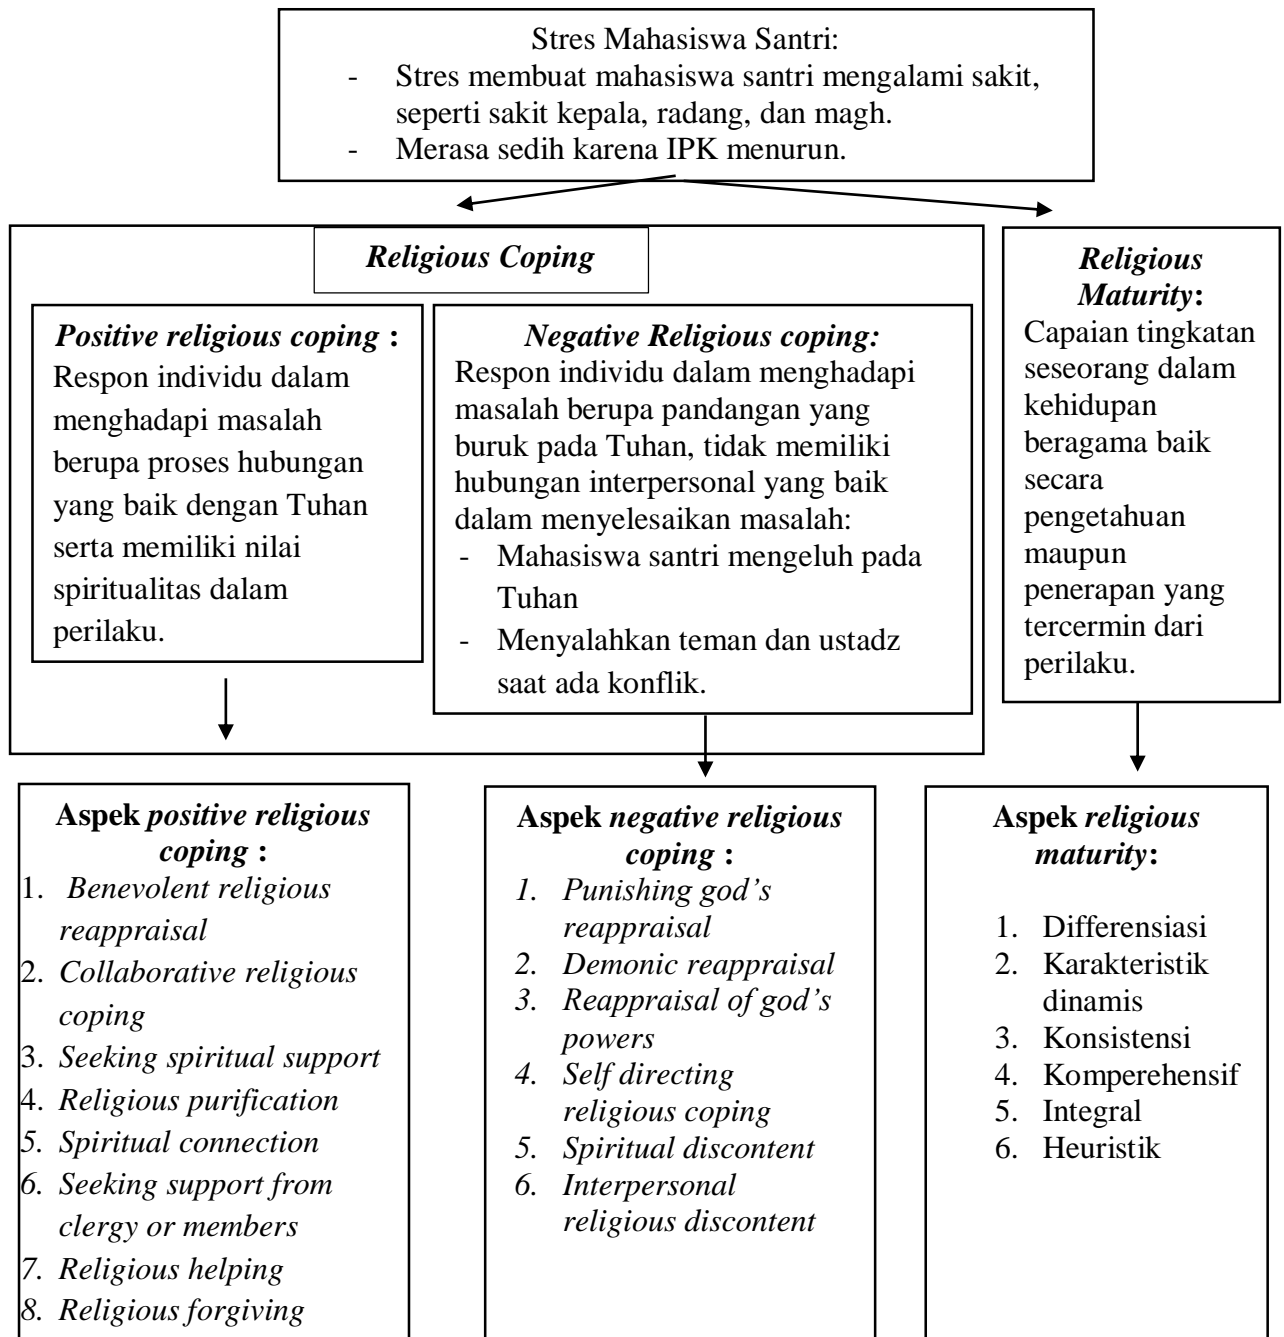 Stres Mahasiswa Santri:
- Stres membuat mahasiswa santri mengalami sakit,
seperti sakit kepala, radang, dan magh.
- Merasa sedih karena IPK menurun.
Religious Coping
Positive religious coping :
Respon individu dalam
menghadapi masalah
berupa proses hubungan
yang baik dengan Tuhan
serta memiliki nilai
spiritualitas dalam
perilaku.
Negative Religious coping:
Respon individu dalam menghadapi
masalah berupa pandangan yang
buruk pada Tuhan, tidak memiliki
hubungan interpersonal yang baik
dalam menyelesaikan masalah:
- Mahasiswa santri mengeluh pada
Tuhan
- Menyalahkan teman dan ustadz
saat ada konflik.
Religious
Maturity:
Capaian tingkatan
seseorang dalam
kehidupan
beragama baik
secara
pengetahuan
maupun
penerapan yang
tercermin dari
perilaku.
Aspek positive religious
coping :
1. Benevolent religious
reappraisal
2. Collaborative religious
coping
3. Seeking spiritual support
4. Religious purification
5. Spiritual connection
6. Seeking support from
clergy or members
7. Religious helping
8. Religious forgiving
Aspek negative religious
coping :
1. Punishing god’s
reappraisal
2. Demonic reappraisal
3. Reappraisal of god’s
powers
4. Self directing
religious coping
5. Spiritual discontent
6. Interpersonal
religious discontent
Aspek religious
maturity:
1. Differensiasi
2. Karakteristik
dinamis
3. Konsistensi
4. Komperehensif
5. Integral
6. Heuristik